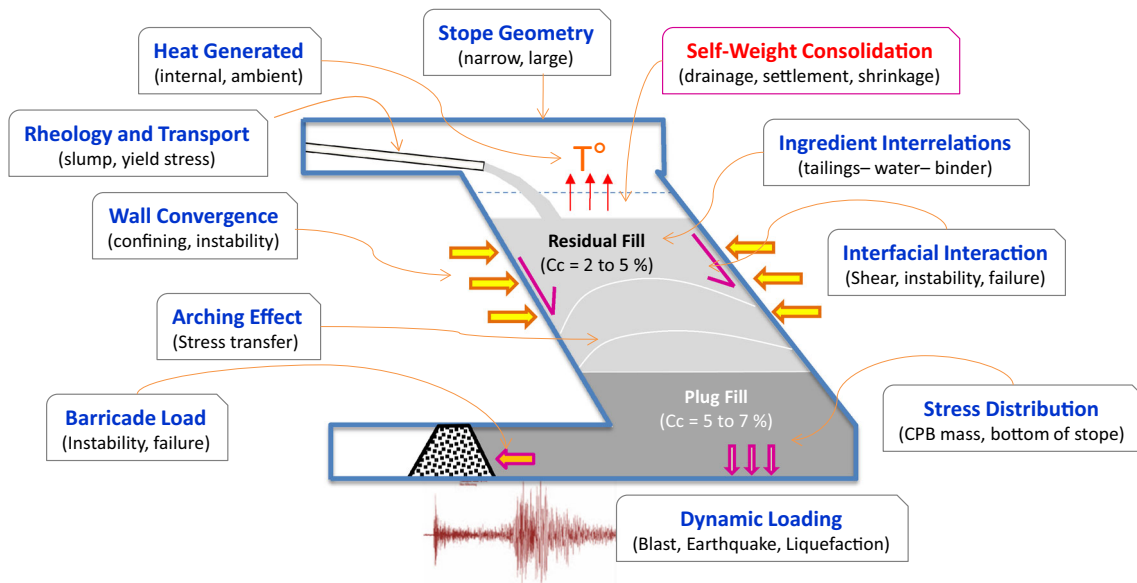 Stope Geometry
(narrow, large)
Self-Weight Consolidation
(drainage, settlement, shrinkage)
Heat Generated
(internal, ambient)
Rheology and Transport
(slump, yield stress)
T°
Ingredient Interrelations
(tailings– water– binder)
Wall Convergence
(confining, instability)
Residual Fill
(Cc = 2 to 5 %)
Interfacial Interaction
(Shear, instability, failure)
Arching Effect
(Stress transfer)
Plug Fill
(Cc = 5 to 7 %)
Barricade Load
(Instability, failure)
Stress Distribution
(CPB mass, bottom of stope)
Dynamic Loading
(Blast, Earthquake, Liquefaction)